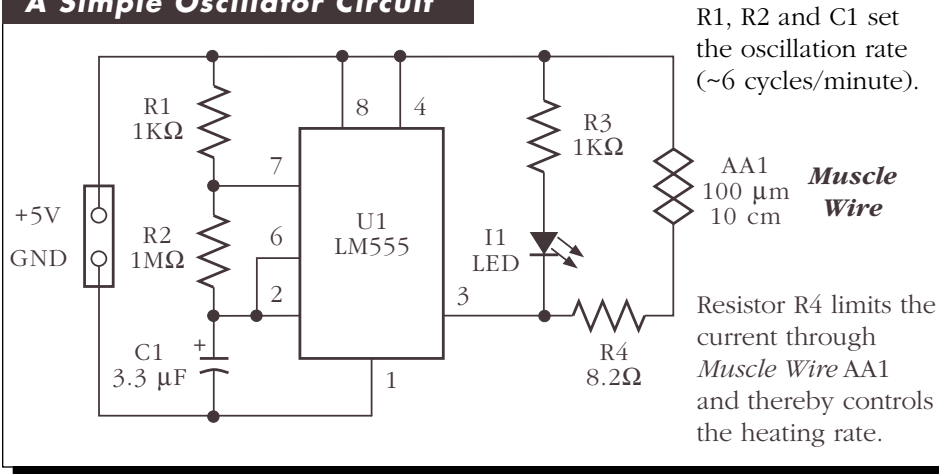 A Simple Oscillator Circuit
R1, R2 and C1 set
the oscillation rate
(~6 cycles/minute).
R1
1KΩ
8
4
R3
1KΩ
7
AA1
100 μm
10 cm
Muscle
Wire
+5V
GND
R2
1MΩ
6
U1
LM555
I1
LED
2
3
Resistor R4 limits the
current through
Muscle Wire AA1
and thereby controls
the heating rate.
C1
3.3 μF
+
1
R4
8.2Ω